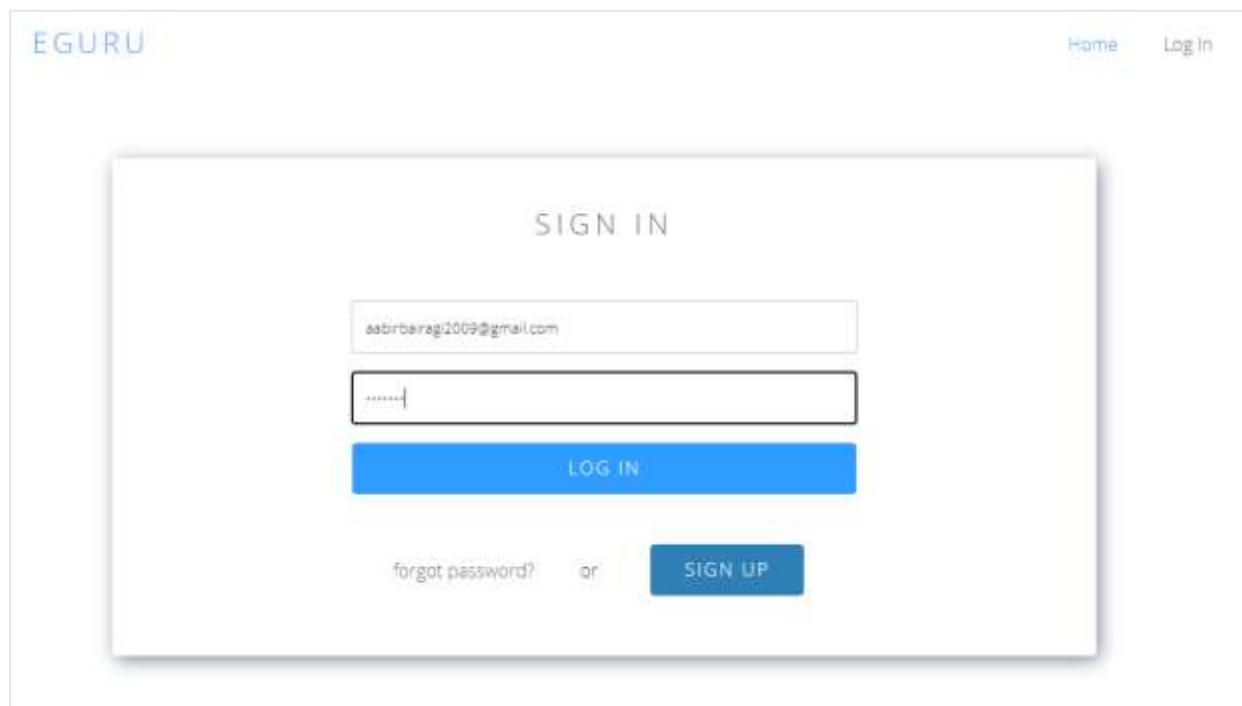 EGURU
Home Log In
SIGN IN
aabirbairagi2009@gmail.com
•••••••
LOG IN
forgot password? or SIGN UP